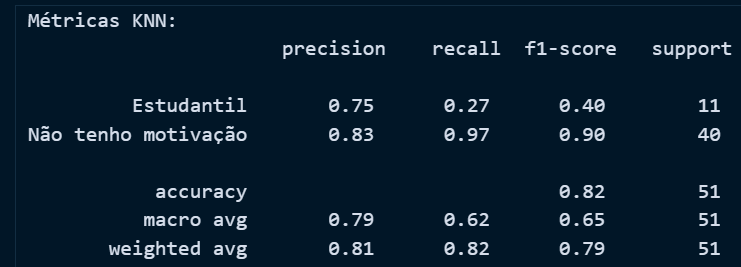 Métricas KNN:
precision recall f1-score support
Estudantil 0.75 0.27 0.40 11
Não tenho motivação 0.83 0.97 0.90 40
accuracy 0.82 51
macro avg 0.79 0.62 0.65 51
weighted avg 0.81 0.82 0.79 51